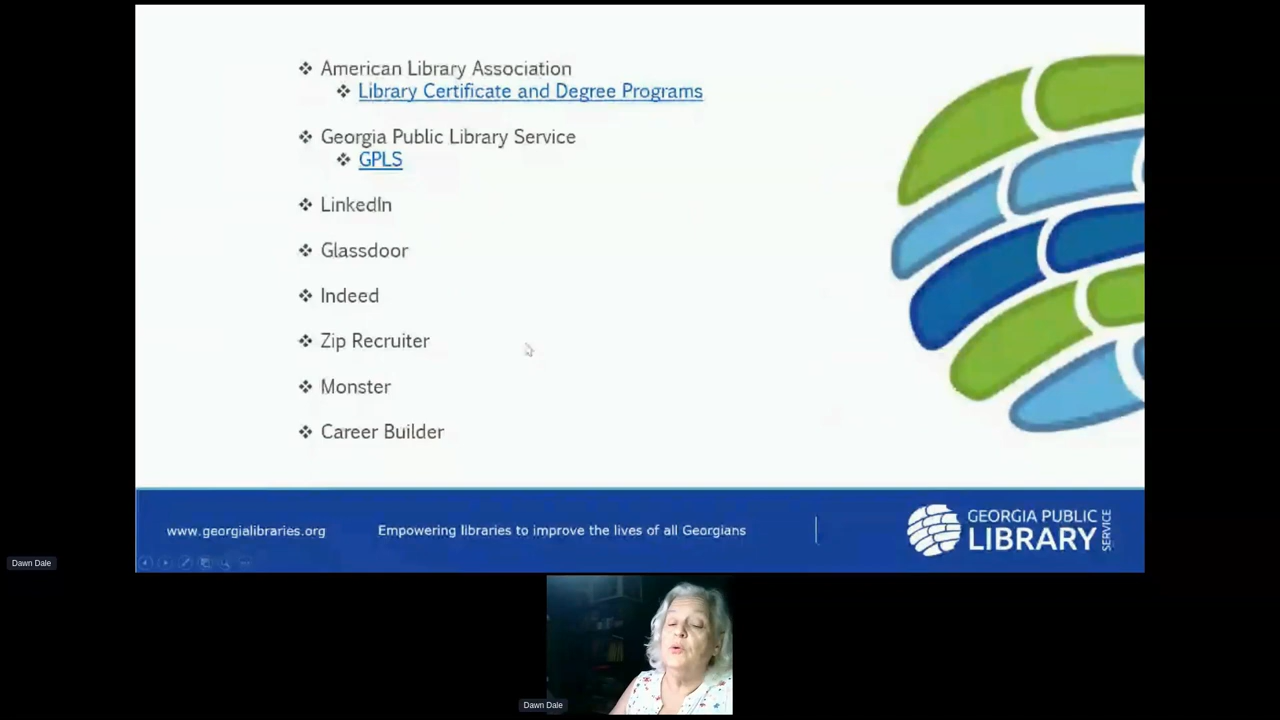 American Library Association
Library Certificate and Degree Programs
Georgia Public Library Service
GPLS
LinkedIn
Glassdoor
Indeed
Zip Recruiter
Monster
Career Builder
www.georgialibraries.org
Empowering libraries to improve the lives of all Georgians
GEORGIA PUBLIC
LIBRARY
SERVICE
Dawn Dale
Dawn Dale